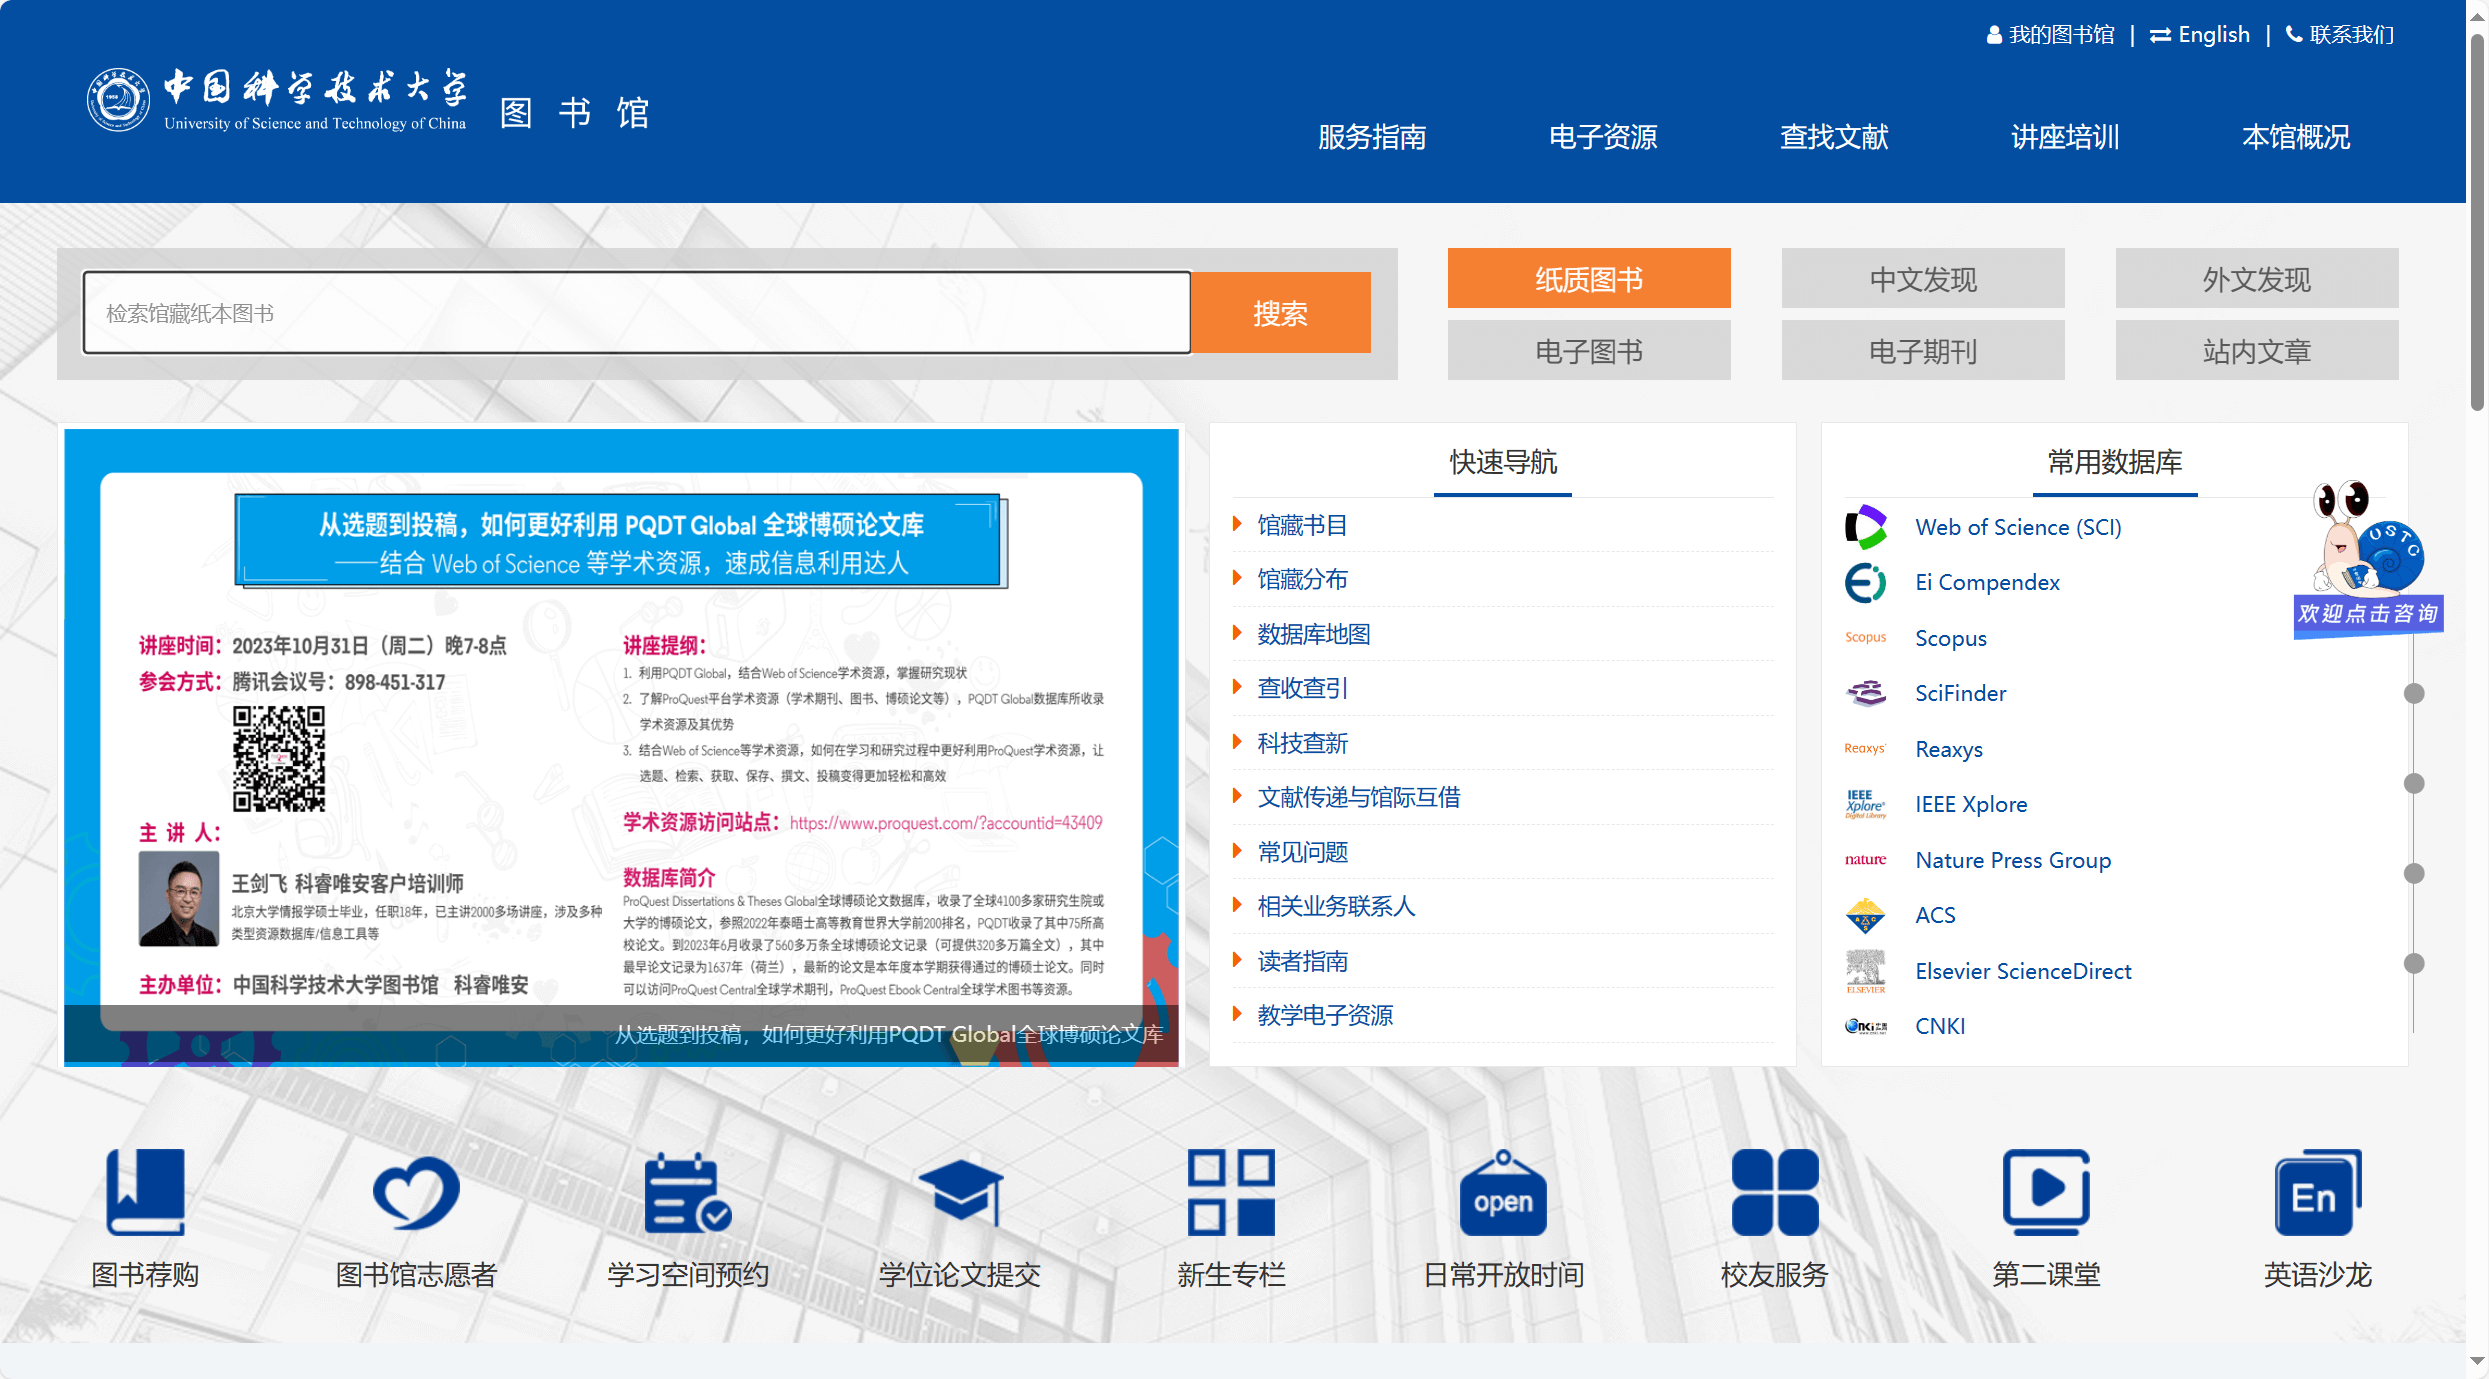 我的图书馆 | English | 联系我们
中国科学技术大学
University of Science and Technology of China
图书馆
服务指南 电子资源 查找文献 讲座培训 本馆概况
检索馆藏纸本图书
搜索
纸质图书 中文发现 外文发现
电子图书 电子期刊 站内文章
从选题到投稿，如何更好利用 PQDT Global 全球博硕论文库
——结合 Web of Science 等学术资源，速成信息利用达人
讲座时间：2023年10月31日（周二）晚7-8点
参会方式：腾讯会议号：898-451-317
主 讲 人：
王剑飞 科睿唯安客户培训师
北京大学情报学硕士毕业，任职18年，已主讲2000多场讲座，涉及多种
类型资源数据库/信息工具等
主办单位：中国科学技术大学图书馆 科睿唯安
讲座提纲：
1. 利用PQDT Global，结合Web of Science学术资源，掌握研究现状
2. 了解ProQuest平台学术资源（学术期刊、图书、博硕论文等），PQDT Global数据库所收录
学术资源及其优势
3. 结合Web of Science等学术资源，如何在学习和研究过程中更好利用ProQuest学术资源，让
选题、检索、获取、保存、撰文、投稿变得更加轻松和高效
学术资源访问站点：https://www.proquest.com/?accountid=43409
数据库简介
ProQuest Dissertations & Theses Global全球博硕论文数据库，收录了全球4100多家研究生院或
大学的博硕论文，参照2022年泰晤士高等教育世界大学前200排名，PQDT收录了其中75所高
校论文。到2023年6月收录了560多万条全球博硕论文记录（可提供320多万篇全文），其中
最早论文记录为1637年（荷兰），最新的论文是本年度本学期获得通过的博硕士论文。同时
可以访问ProQuest Central全球学术期刊，ProQuest Ebook Central全球学术图书等资源。
从选题到投稿，如何更好利用PQDT Global全球博硕论文库
快速导航
馆藏书目
馆藏分布
数据库地图
查收查引
科技查新
文献传递与馆际互借
常见问题
相关业务联系人
读者指南
教学电子资源
常用数据库
Web of Science (SCI)
Ei Compendex
Scopus Scopus
SciFinder
Reaxys Reaxys
IEEE Xplore Digital Library IEEE Xplore
nature Nature Press Group
ACS
ELSEVIER Elsevier ScienceDirect
CNKI
USTC
欢迎点击咨询
open
En
图书荐购 图书馆志愿者 学习空间预约 学位论文提交 新生专栏 日常开放时间 校友服务 第二课堂 英语沙龙